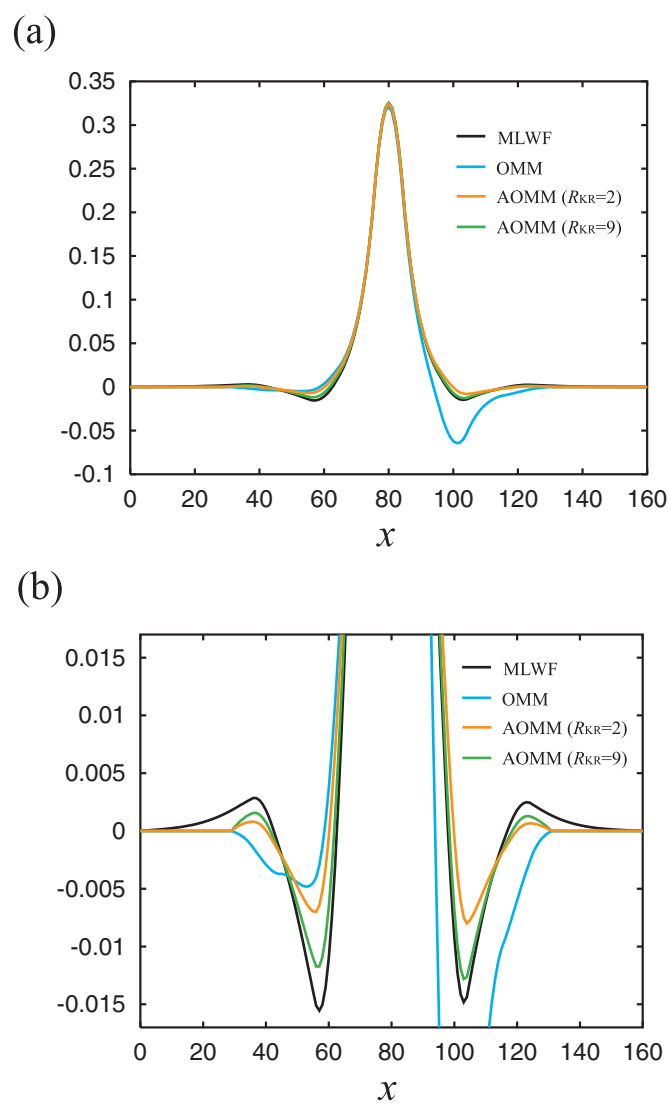 (a)
0.35
0.3
0.25
0.2
0.15
0.1
0.05
0
-0.05
-0.1
MLWF
OMM
AOMM (RKR=2)
AOMM (RKR=9)
0 20 40 60 80 100 120 140 160
x
(b)
0.015
0.01
0.005
0
-0.005
-0.01
-0.015
MLWF
OMM
AOMM (RKR=2)
AOMM (RKR=9)
0 20 40 60 80 100 120 140 160
x